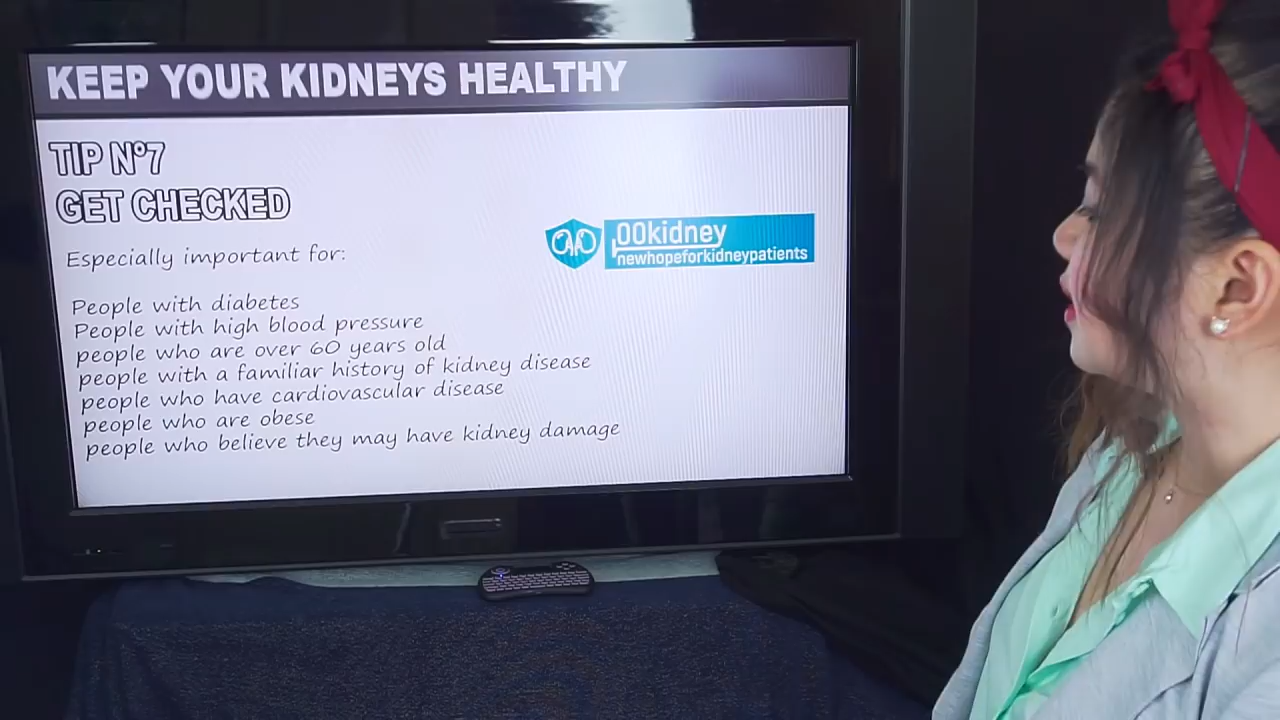 KEEP YOUR KIDNEYS HEALTHY
TIP Nº7
GET CHECKED
Especially important for:
00kidney
newhopeforkidneypatients
People with diabetes
People with high blood pressure
people who are over 60 years old
people with a familiar history of kidney disease
people who have cardiovascular disease
people who are obese
people who believe they may have kidney damage